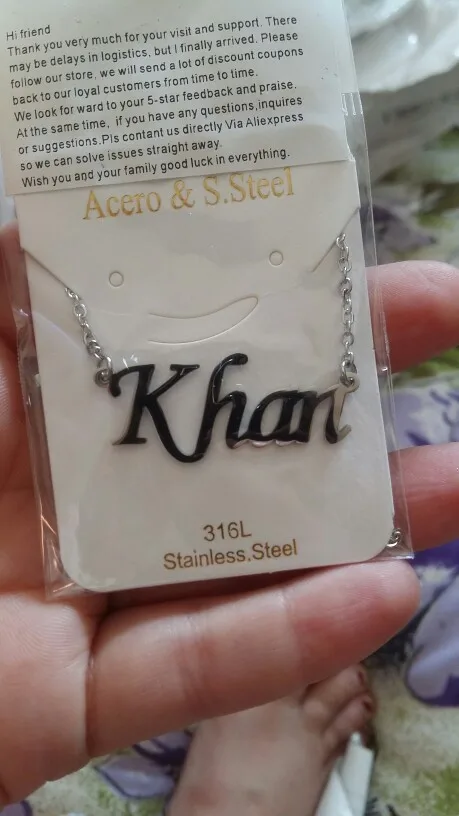 Hi friend
Thank you very much for your visit and support. There
may be delays in logistics, but I finally arrived. Please
follow our store, we will send a lot of discount coupons
back to our loyal customers from time to time.
We look for ward to your 5-star feedback and praise.
At the same time, if you have any questions,inquires
or suggestions.Pls contant us directly Via Aliexpress
so we can solve issues straight away.
Wish you and your family good luck in everything.
Acero & S.Steel
Khan
316L
Stainless.Steel